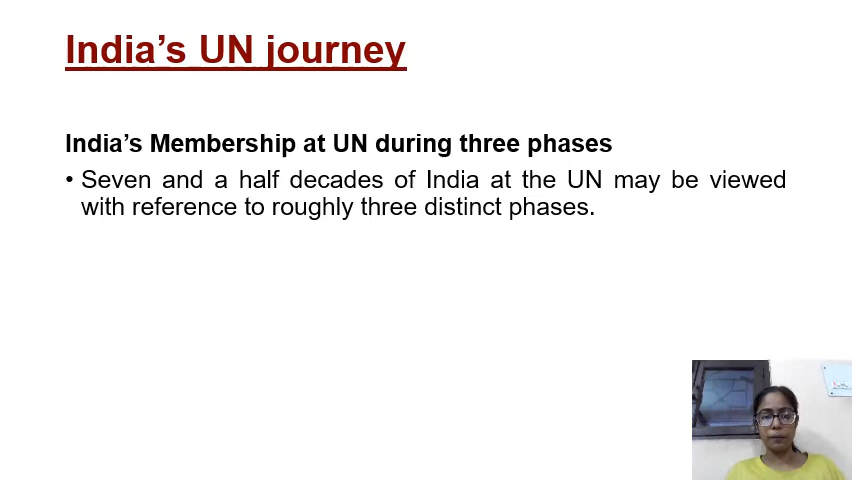 India's UN journey
India's Membership at UN during three phases
• Seven and a half decades of India at the UN may be viewed
with reference to roughly three distinct phases.